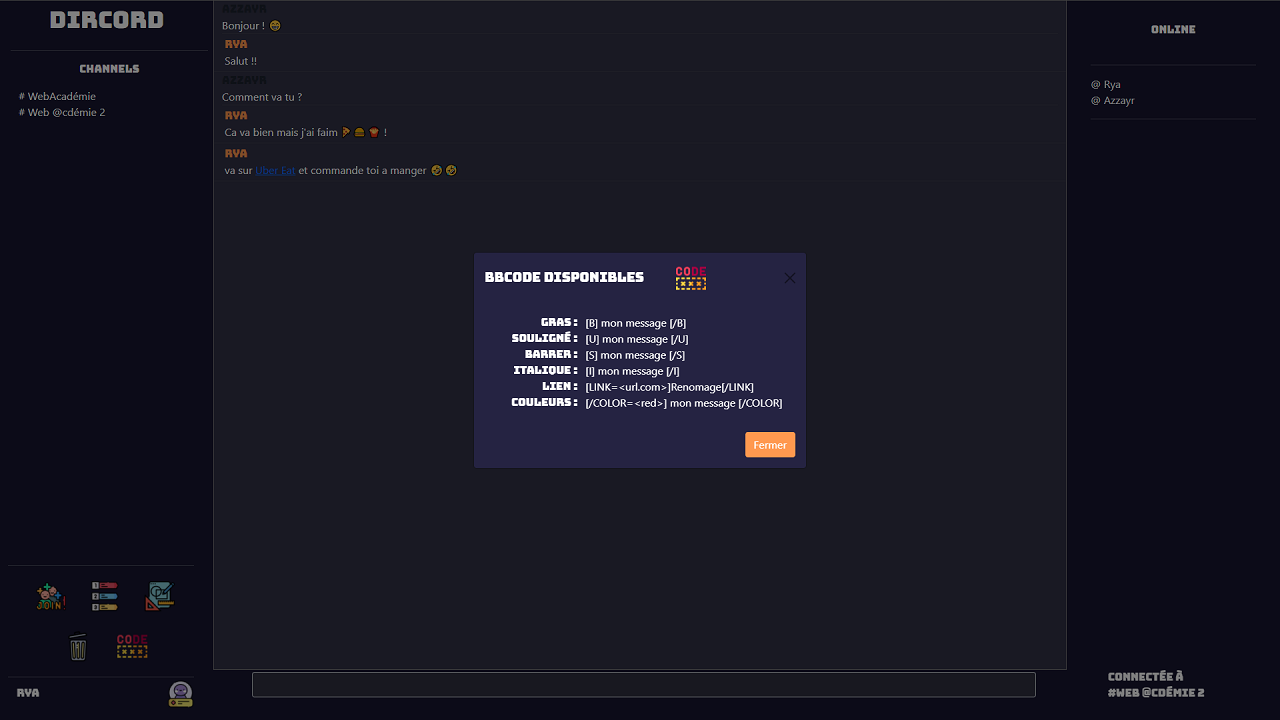 DIRCORD
CHANNELS
# WebAcadémie
# Web @cdémie 2
AZZAYR
Bonjour !
RYA
Salut !!
AZZAYR
Comment va tu ?
RYA
Ca va bien mais j'ai faim !
RYA
va sur Uber Eat et commande toi a manger
ONLINE
@ Rya
@ Azzayr
BBCODE DISPONIBLES
CODE
GRAS : [B] mon message [/B]
SOULIGNÉ : [U] mon message [/U]
BARRER : [S] mon message [/S]
ITALIQUE : [I] mon message [/I]
LIEN : [LINK=<url.com>]Renomage[/LINK]
COULEURS : [/COLOR=<red>] mon message [/COLOR]
Fermer
JOIN !
1
2
3
CODE
RYA
CONNECTÉE À
#WEB @CDÉMIE 2